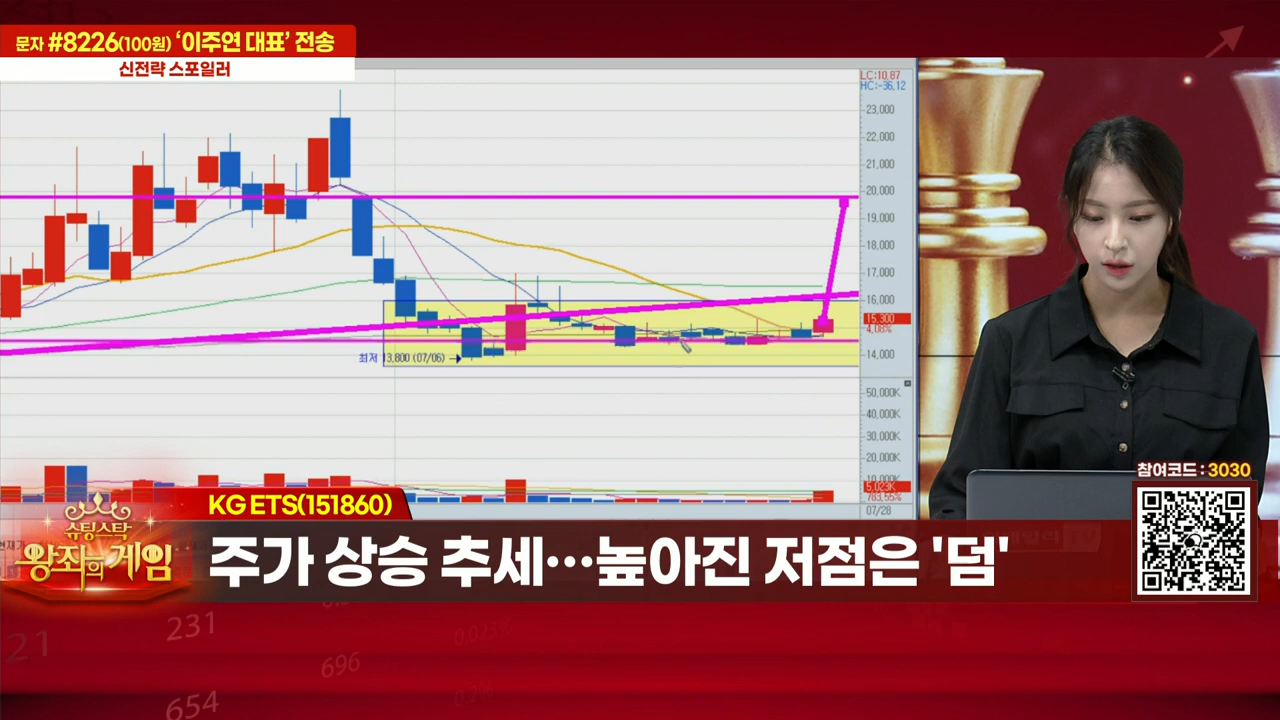 문자 #8226(100원) '이주연 대표' 전송
신전략 스포일러
LC:10.87
HC:-36.12
23,000
22,000
21,000
20,000
19,000
18,000
17,000
16,000
15,300
4.08%
14,000
최저 13,800 (07/06)
50,000K
40,000K
30,000K
20,000K
10,000K
5,023K
783.55%
07/28
참여코드 : 3030
KG ETS(151860)
슈팅스탁
왕좌의 게임
주가 상승 추세…높아진 저점은 '덤'
231
696
654
21
0.023%